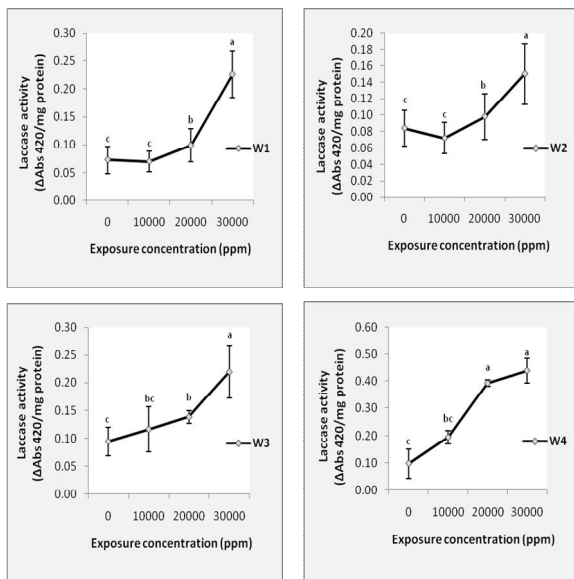 Laccase activity
(ΔAbs 420/mg protein)
0.30
0.25
0.20
0.15
0.10
0.05
0.00
c
c
b
a
W1
0 10000 20000 30000
Exposure concentration (ppm)
Laccase activity
(ΔAbs 420/mg protein)
0.20
0.18
0.16
0.14
0.12
0.10
0.08
0.06
0.04
0.02
0.00
c
c
b
a
W2
0 10000 20000 30000
Exposure concentration (ppm)
Laccase activity
(ΔAbs 420/mg protein)
0.30
0.25
0.20
0.15
0.10
0.05
0.00
c
bc
b
a
W3
0 10000 20000 30000
Exposure concentration (ppm)
Laccase activity
(ΔAbs 420/mg protein)
0.60
0.50
0.40
0.30
0.20
0.10
0.00
c
bc
a
a
W4
0 10000 20000 30000
Exposure concentration (ppm)